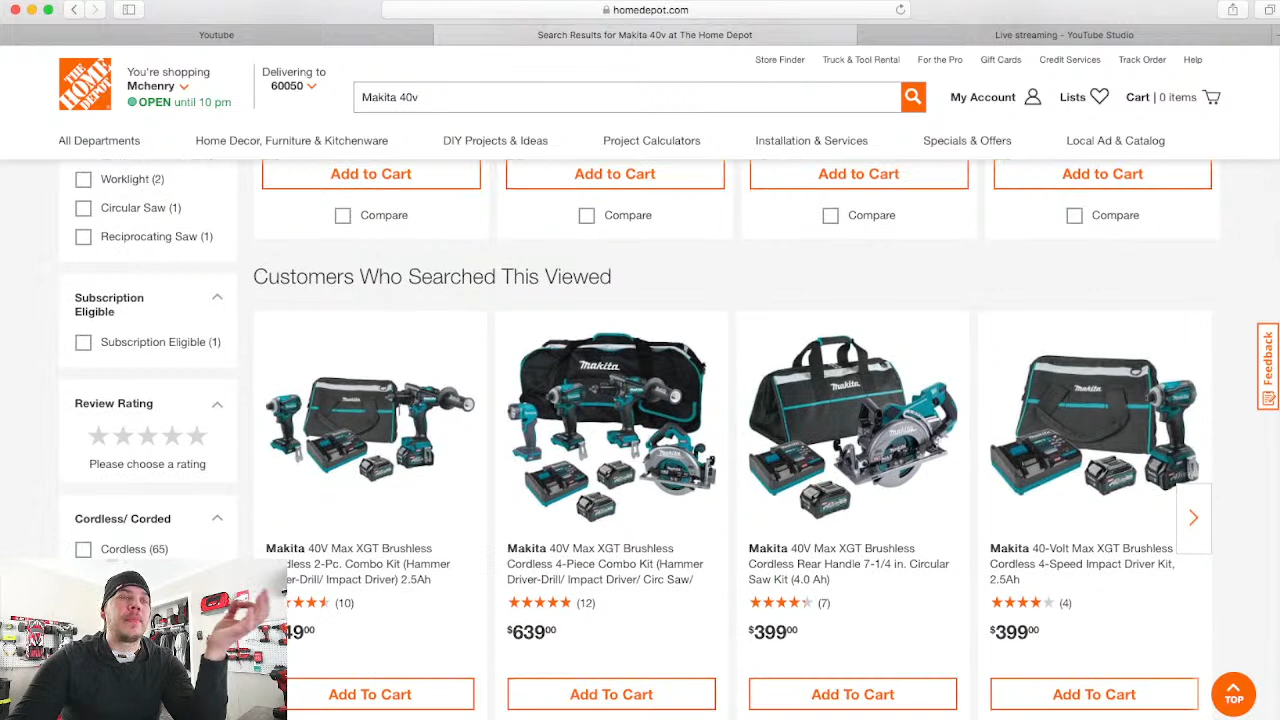 homedepot.com
Youtube
Search Results for Makita 40v at The Home Depot
Live streaming - YouTube Studio
Store Finder
Truck & Tool Rental
For the Pro
Gift Cards
Credit Services
Track Order
Help
THE HOME DEPOT
You're shopping
Mchenry
OPEN until 10 pm
Delivering to
60050
Makita 40v
My Account
Lists
Cart | 0 items
All Departments
Home Decor, Furniture & Kitchenware
DIY Projects & Ideas
Project Calculators
Installation & Services
Specials & Offers
Local Ad & Catalog
Worklight (2)
Circular Saw (1)
Reciprocating Saw (1)
Subscription
Eligible
Subscription Eligible (1)
Review Rating
Please choose a rating
Cordless/ Corded
Cordless (65)
Add to Cart
Add to Cart
Add to Cart
Add to Cart
Compare
Compare
Compare
Compare
Customers Who Searched This Viewed
Makita 40V Max XGT Brushless
Cordless 2-Pc. Combo Kit (Hammer
er-Drill/ Impact Driver) 2.5Ah
(10)
49 00
Add To Cart
makita
Makita 40V Max XGT Brushless
Cordless 4-Piece Combo Kit (Hammer
Driver-Drill/ Impact Driver/ Circ Saw/
(12)
$639 00
Add To Cart
makita
Makita 40V Max XGT Brushless
Cordless Rear Handle 7-1/4 in. Circular
Saw Kit (4.0 Ah)
(7)
$399 00
Add To Cart
Makita 40-Volt Max XGT Brushless
Cordless 4-Speed Impact Driver Kit,
2.5Ah
(4)
$399 00
Add To Cart
Feedback
TOP